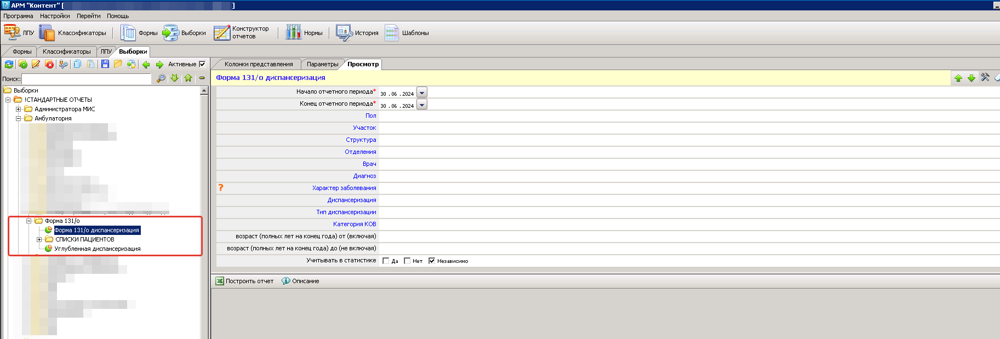 АРМ "Контент" [ ]
Программа Настройки Перейти Помощь
ЛПУ Классификаторы Формы Выборки Конструктор отчетов Нормы История Шаблоны
Формы Классификаторы ЛПУ Выборки
Активные
Поиск:
Выборки
!СТАНДАРТНЫЕ ОТЧЕТЫ
Администратора МИС
Амбулатория
Форма 131/о
Форма 131/о диспансеризация
СПИСКИ ПАЦИЕНТОВ
Углубленная диспансеризация
Колонки представления Параметры Просмотр
Форма 131/о диспансеризация
Начало отчетного периода* 30 . 06 . 2024
Конец отчетного периода* 30 . 06 . 2024
Пол
Участок
Структура
Отделения
Врач
Диагноз
? Характер заболевания
Диспансеризация
Тип диспансеризации
Категория КОВ
возраст (полных лет на конец года) от (включая)
возраст (полных лет на конец года) до (не включая)
Учитывать в статистике Да Нет Независимо
Построить отчет Описание